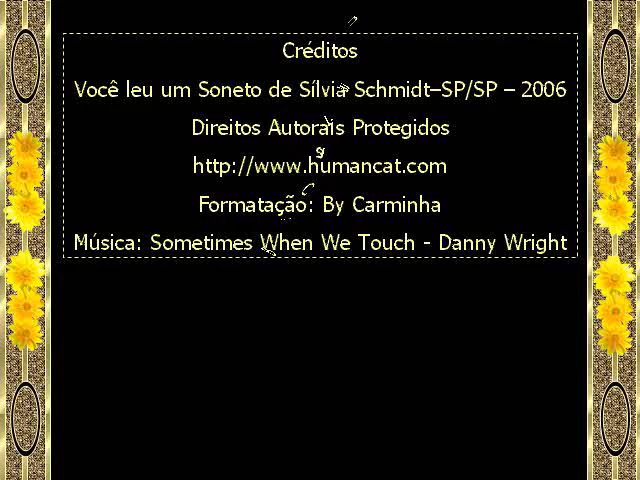 Créditos
Você leu um Soneto de Sílvia Schmidt–SP/SP – 2006
Direitos Autorais Protegidos
http://www.humancat.com
Formatação: By Carminha
Música: Sometimes When We Touch - Danny Wright